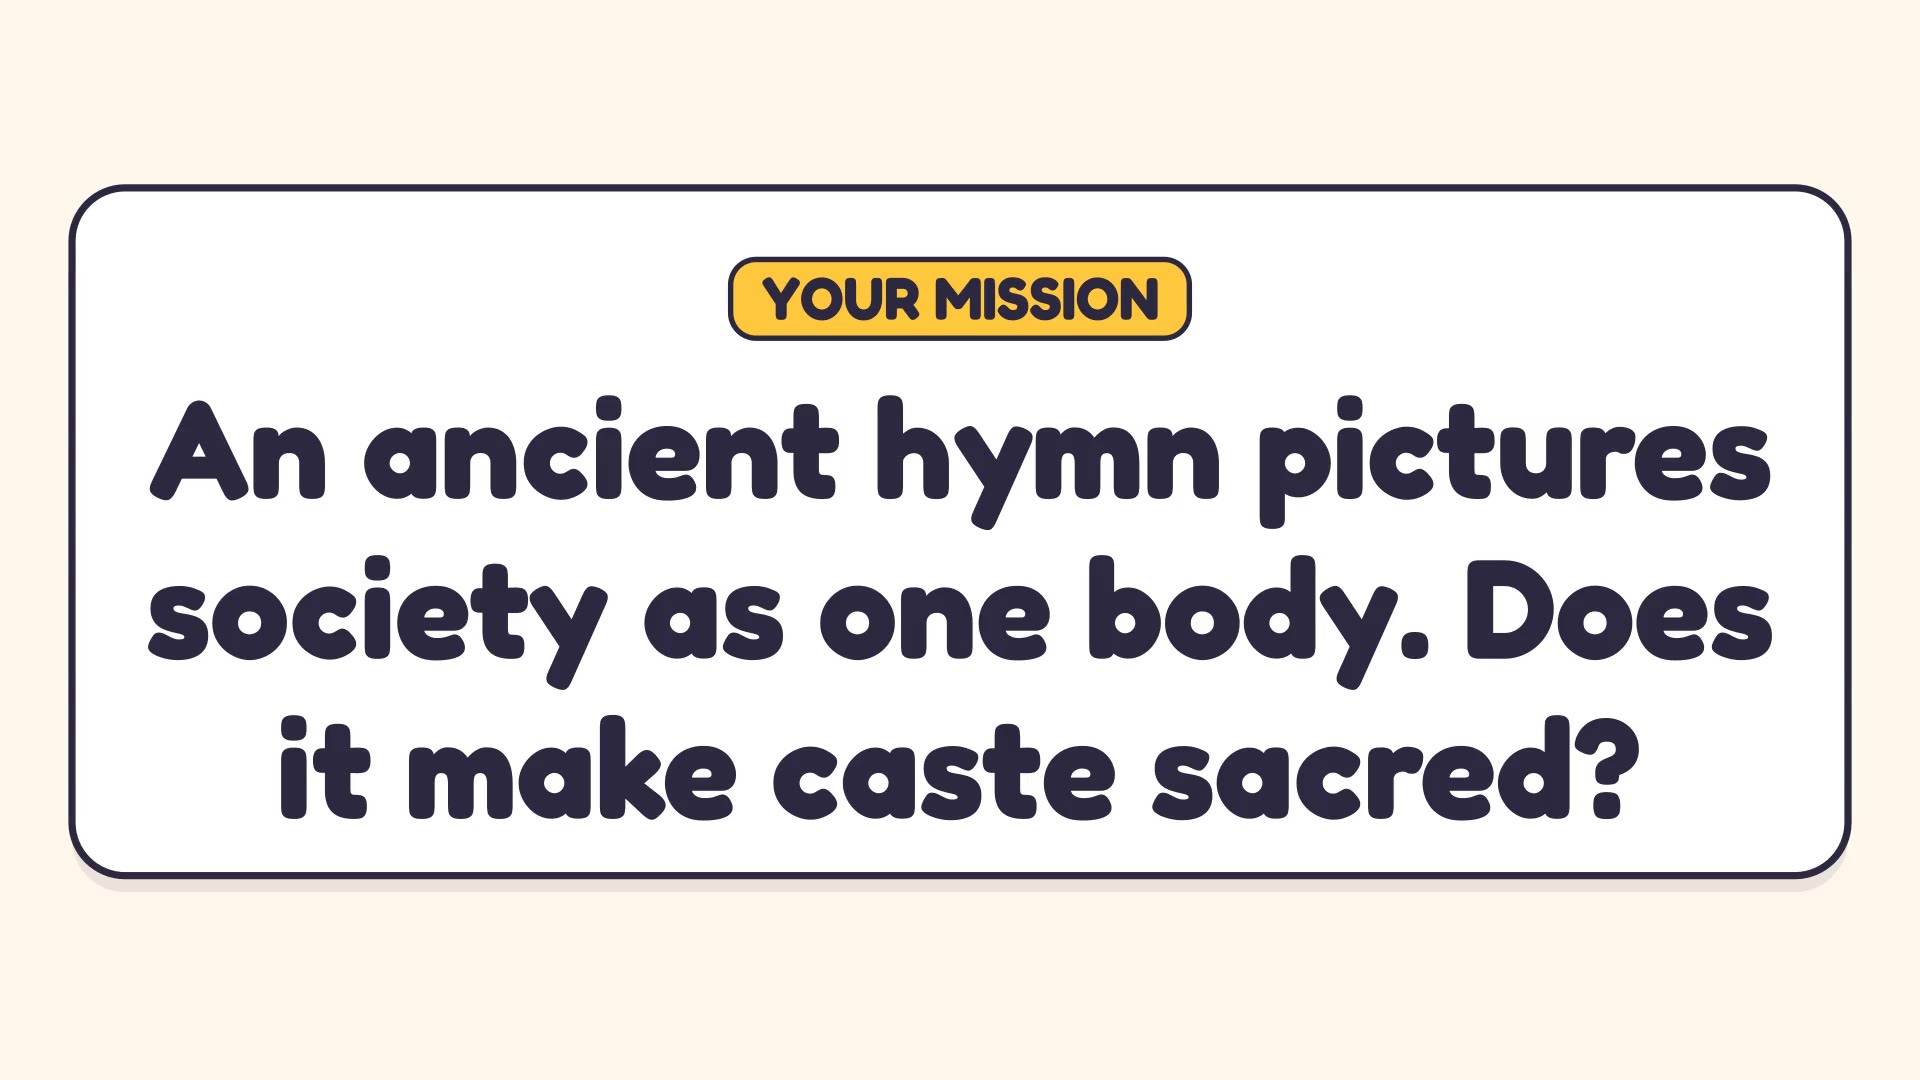 YOUR MISSION
An ancient hymn pictures
society as one body. Does
it make caste sacred?